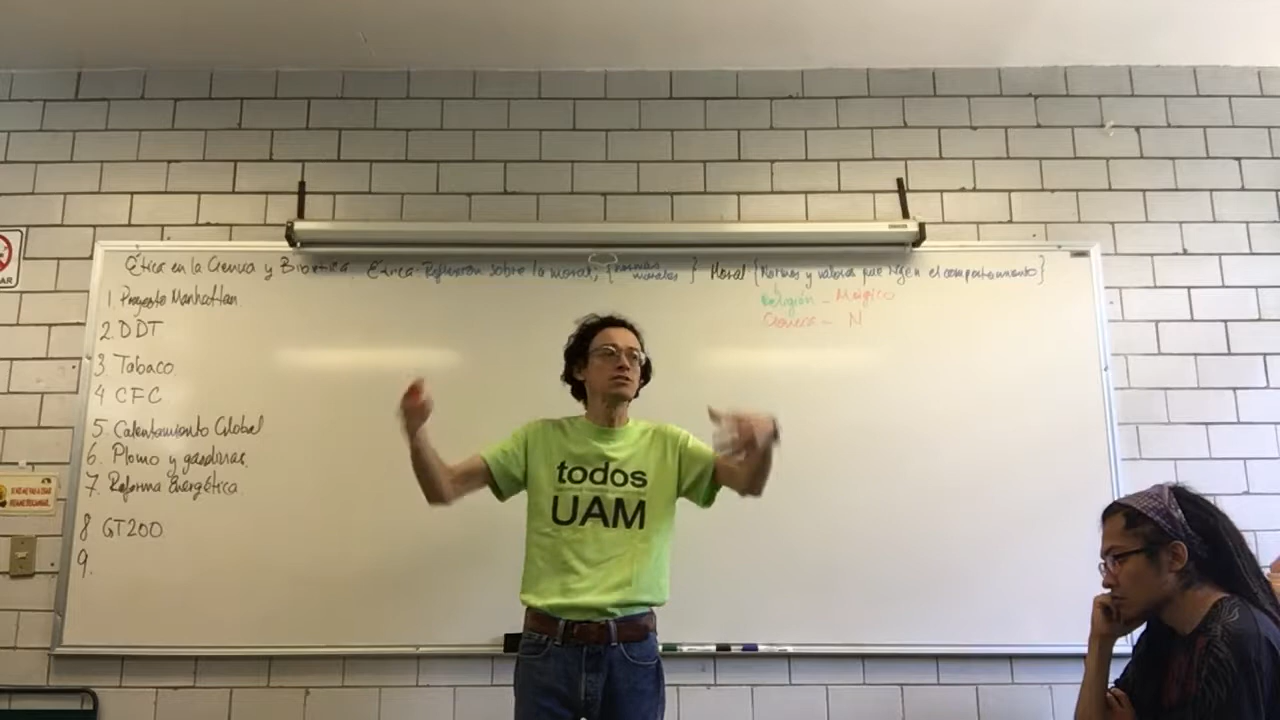 Ética en la Ciencia y Bioética. Ética-Reflexión sobre la moral, {normas morales } Moral {Normas y valores que rigen el comportamiento}
Religión - Mágico
Ciencia - N
1. Proyecto Manhattan
2. DDT
3. Tabaco
4 CFC
5. Calentamiento Global
6. Plomo y gasolinas.
7. Reforma Energética
8 GT200
9.
todos
UAM